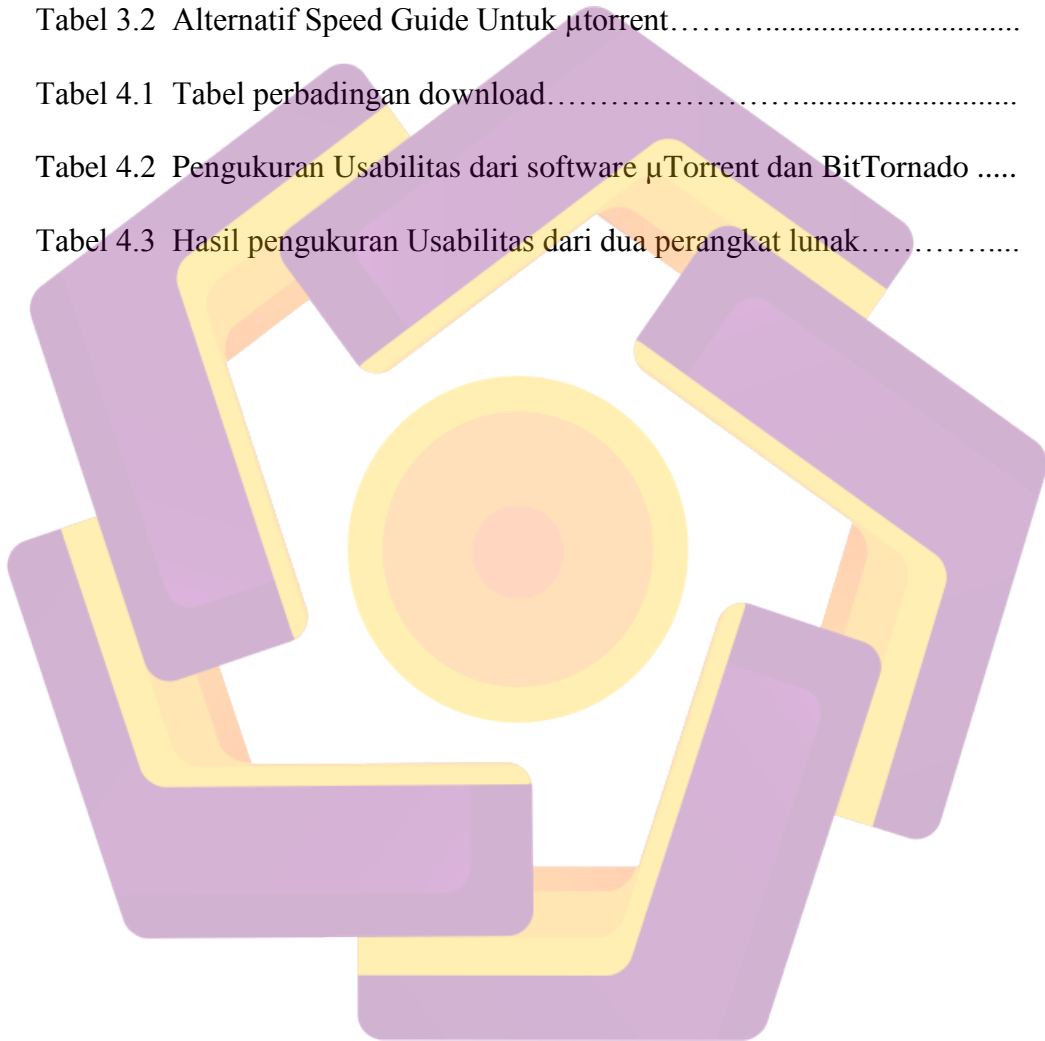 Tabel 3.2 Alternatif Speed Guide Untuk µtorrent………...............................
Tabel 4.1 Tabel perbadingan download……………………...........................
Tabel 4.2 Pengukuran Usabilitas dari software µTorrent dan BitTornado .....
Tabel 4.3 Hasil pengukuran Usabilitas dari dua perangkat lunak…………....